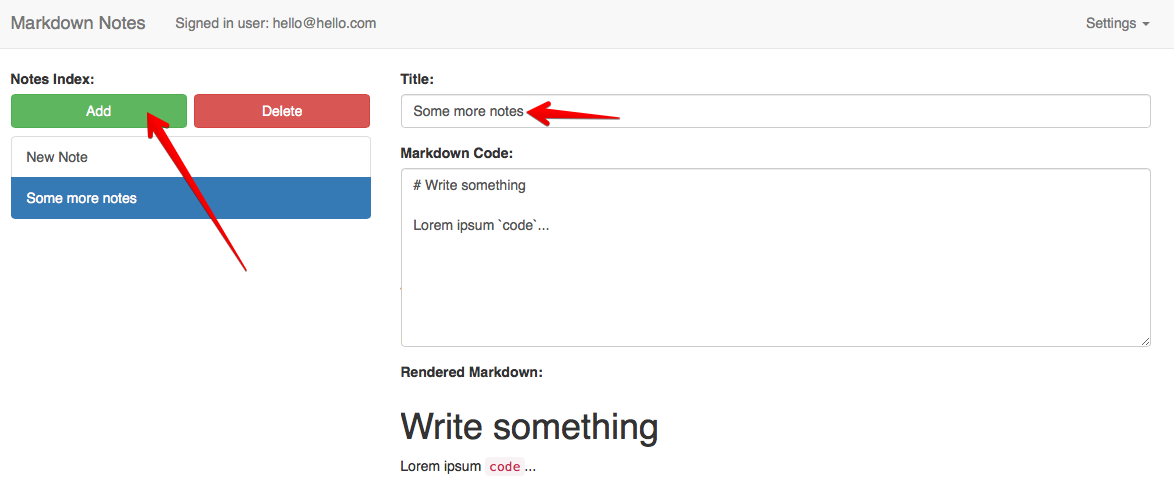 Markdown Notes Signed in user: hello@hello.com Settings
Notes Index:
Add Delete
New Note
Some more notes
Title:
Some more notes
Markdown Code:
# Write something
Lorem ipsum `code`...
Rendered Markdown:
Write something
Lorem ipsum code...